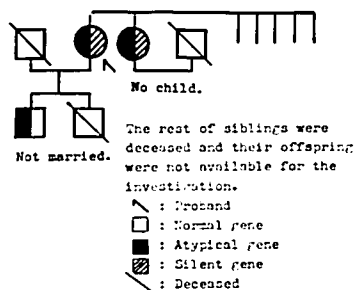 No child.
Not married.
The rest of siblings were
deceased and their offspring
were not available for the
investigation.
: Proband
: Normal gene
: Atypical gene
: Silent gene
: Deceased